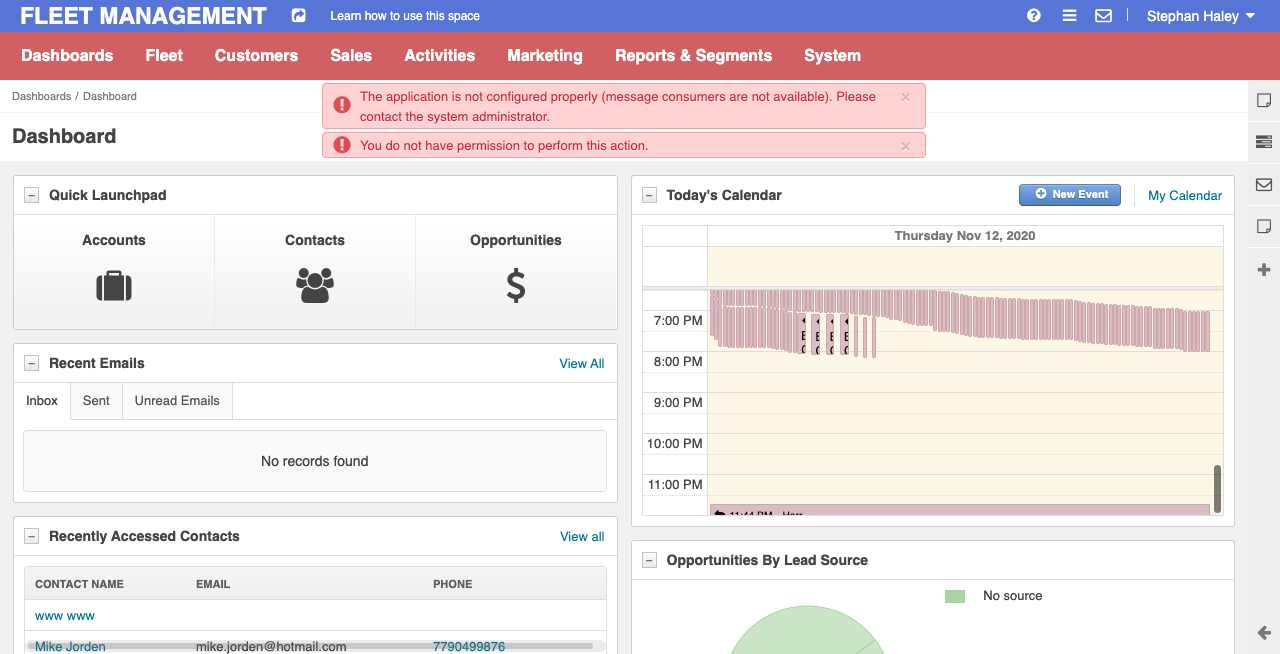 FLEET MANAGEMENT
Learn how to use this space
Stephan Haley
Dashboards
Fleet
Customers
Sales
Activities
Marketing
Reports & Segments
System
Dashboards / Dashboard
The application is not configured properly (message consumers are not available). Please
contact the system administrator.
×
You do not have permission to perform this action.
×
Dashboard
Quick Launchpad
Accounts
Contacts
Opportunities
Recent Emails
View All
Inbox
Sent
Unread Emails
No records found
Recently Accessed Contacts
View all
CONTACT NAME
EMAIL
PHONE
www www
Mike Jorden
mike.jorden@hotmail.com
7790499876
Today's Calendar
New Event
My Calendar
Thursday Nov 12, 2020
7:00 PM
8:00 PM
9:00 PM
10:00 PM
11:00 PM
11:44 PM
Opportunities By Lead Source
No source